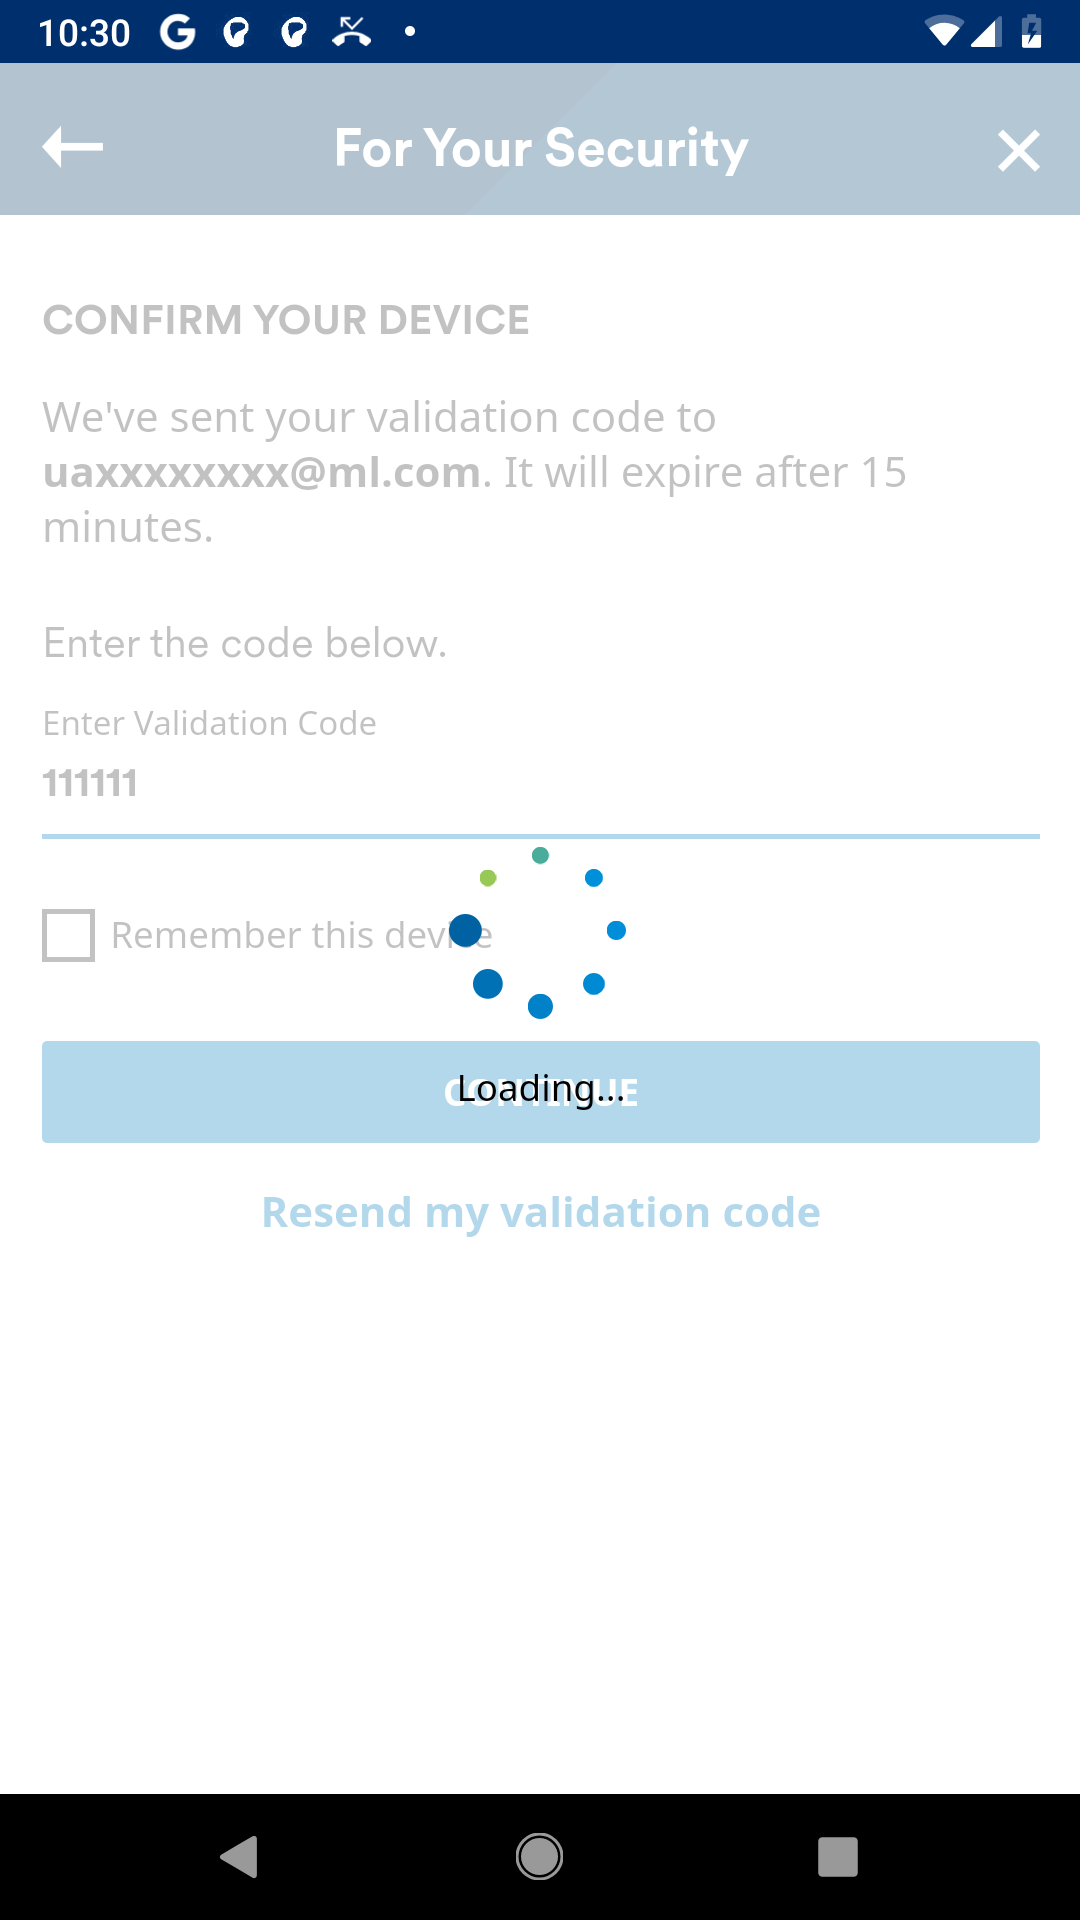 10:30
For Your Security
CONFIRM YOUR DEVICE
We've sent your validation code to
uaxxxxxxxx@ml.com. It will expire after 15
minutes.
Enter the code below.
Enter Validation Code
111111
Remember this device
CONTINUE
Loading...
Resend my validation code